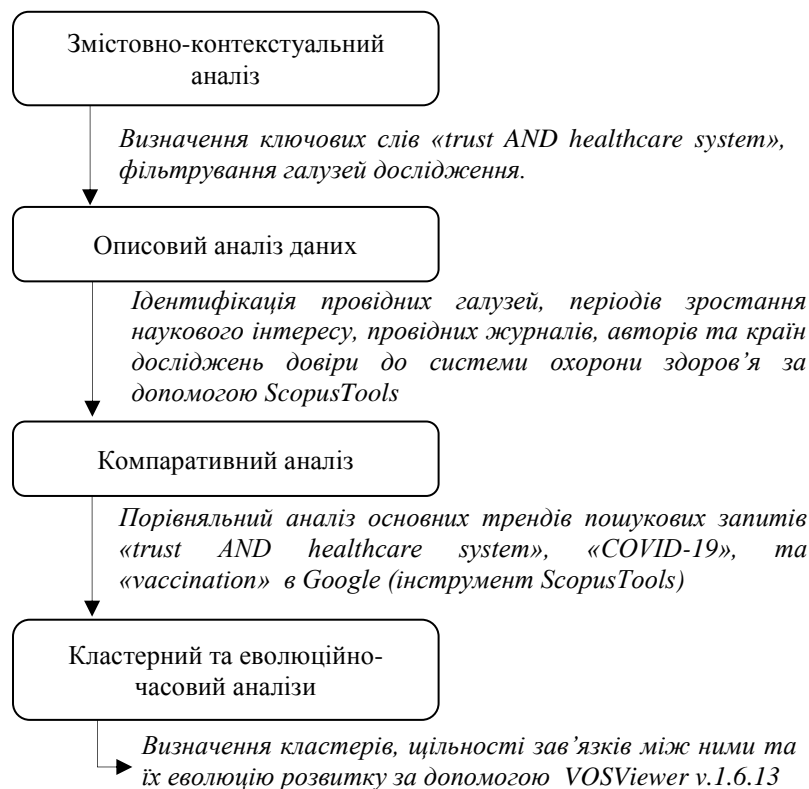 Змістовно-контекстуальний
аналіз
Визначення ключових слів «trust AND healthcare system»,
фільтрування галузей дослідження.
Описовий аналіз даних
Ідентифікація провідних галузей, періодів зростання
наукового інтересу, провідних журналів, авторів та країн
досліджень довіри до системи охорони здоров’я за
допомогою ScopusTools
Компаративний аналіз
Порівняльний аналіз основних трендів пошукових запитів
«trust AND healthcare system», «COVID-19», та
«vaccination» в Google (інструмент ScopusTools)
Кластерний та еволюційно-
часовий аналізи
Визначення кластерів, щільності зав’язків між ними та
їх еволюцію розвитку за допомогою VOSViewer v.1.6.13